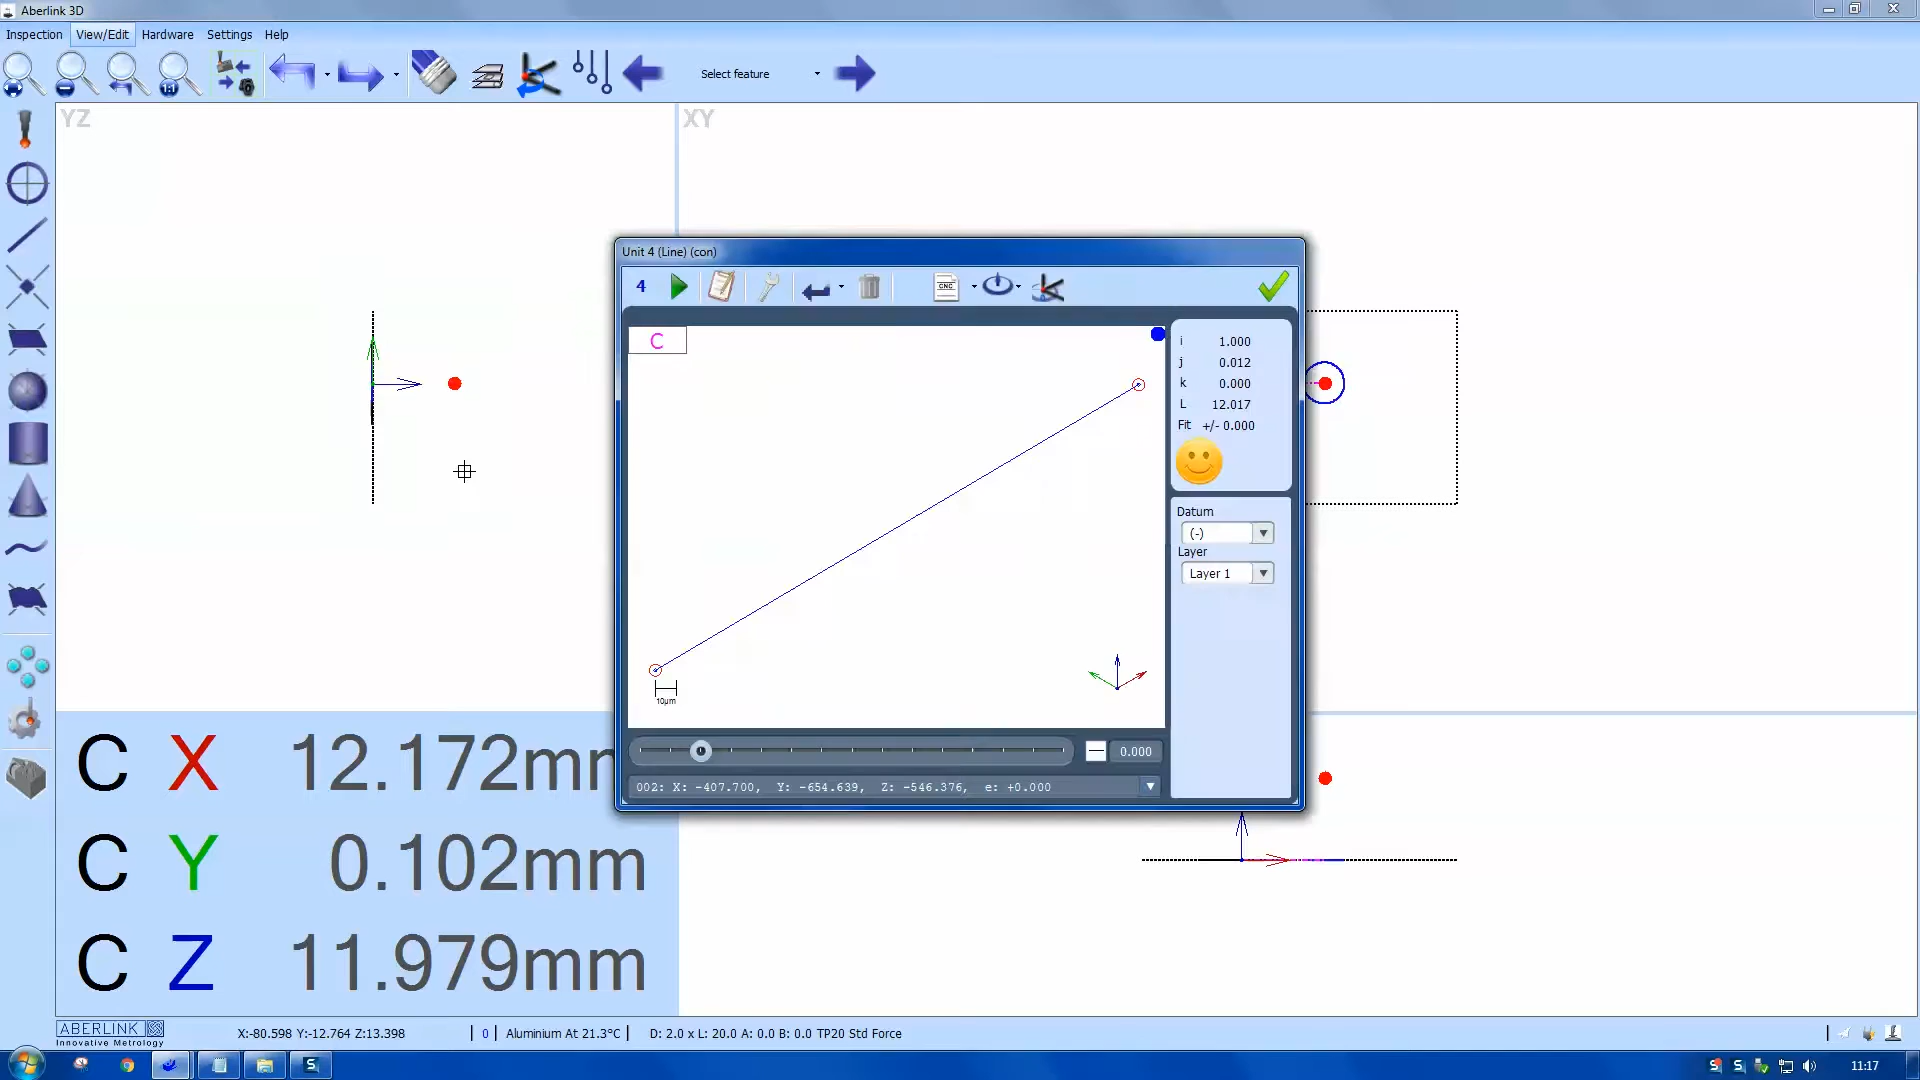 Aberlink 3D
Inspection View/Edit Hardware Settings Help
1:1 Select feature
YZ
XY
Unit 4 (Line) (con)
4
CNC
C
i 1.000
j 0.012
k 0.000
L 12.017
Fit +/- 0.000
Datum
(-)
Layer
Layer 1
10µm
0.000
002: X: -407.700, Y: -654.639, Z: -546.376, e: +0.000
C X 12.172mm
C Y 0.102mm
C Z 11.979mm
ABERLINK
Innovative Metrology
X:-80.598 Y:-12.764 Z:13.398
0
Aluminium At 21.3°C
D: 2.0 x L: 20.0 A: 0.0 B: 0.0 TP20 Std Force
11:17